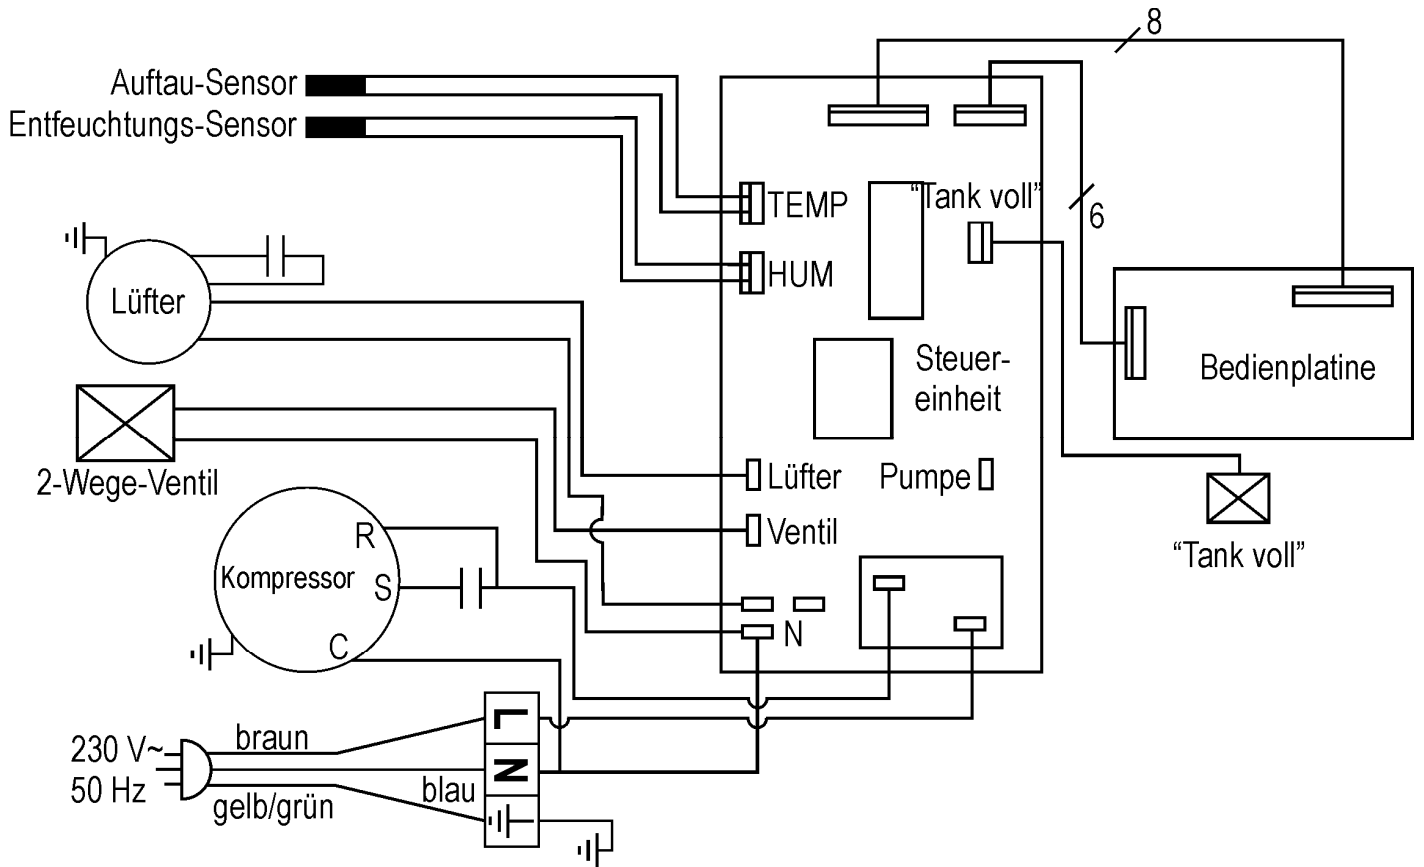 8
Auftau-Sensor
Entfeuchtungs-Sensor
TEMP
“Tank voll”
6
HUM
Lüfter
Steuer-
einheit
Bedienplatine
2-Wege-Ventil
Lüfter
Pumpe
Ventil
R
Kompressor
S
C
“Tank voll”
N
L
230 V~
50 Hz
braun
N
blau
gelb/grün